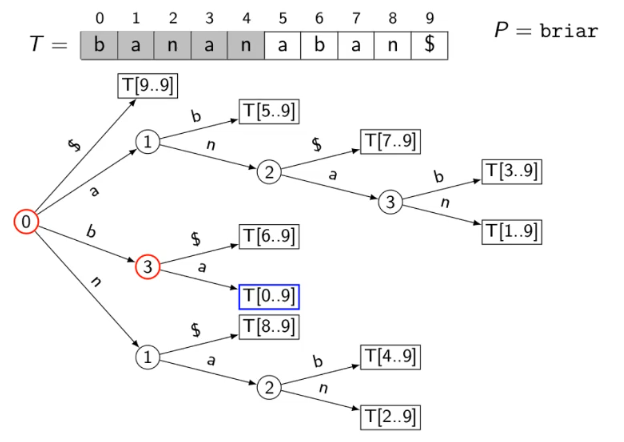 0 1 2 3 4 5 6 7 8 9
T = b a n a n a b a n $
P = briar
T[9..9]
$
a
b
n
0
1
b
T[5..9]
n
2
$
T[7..9]
a
3
b
T[3..9]
n
T[1..9]
3
$
T[6..9]
a
T[0..9]
1
$
T[8..9]
a
2
b
T[4..9]
n
T[2..9]